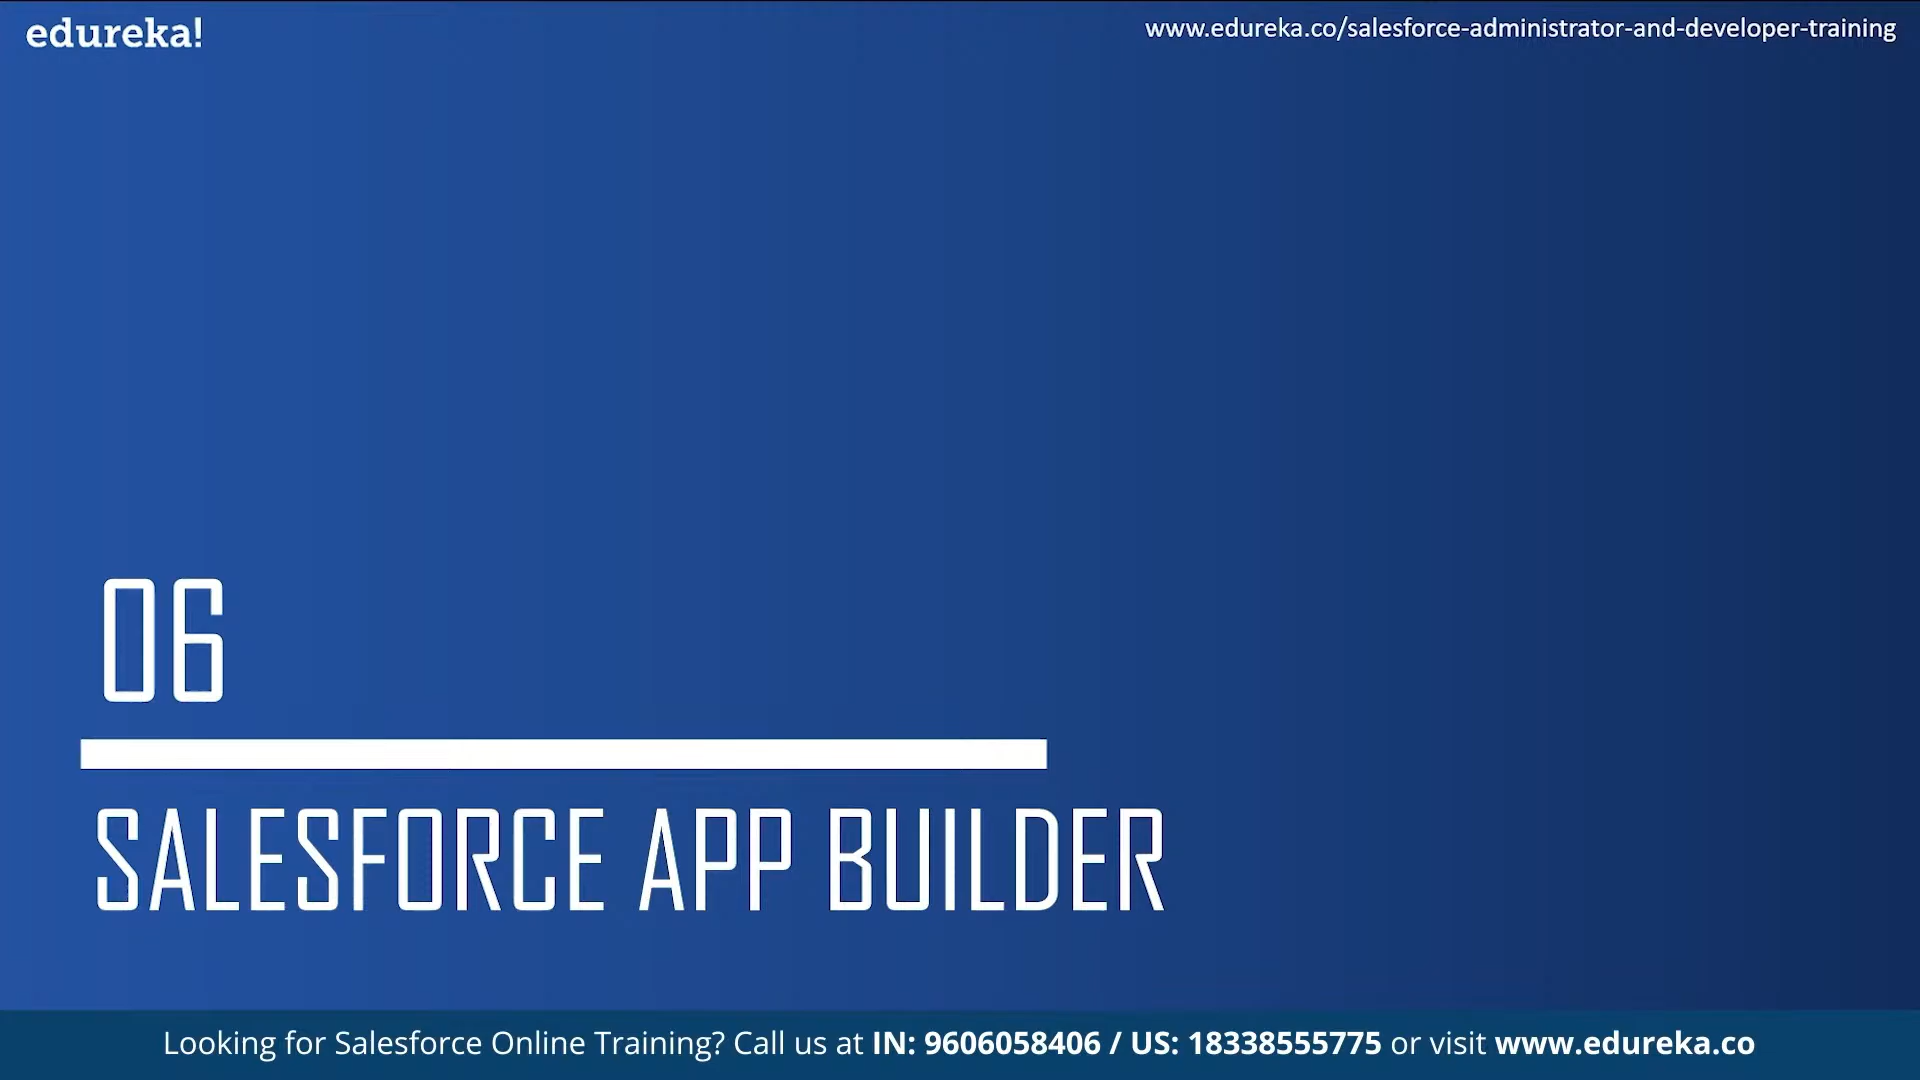 edureka!
www.edureka.co/salesforce-administrator-and-developer-training
06
SALESFORCE APP BUILDER
Looking for Salesforce Online Training? Call us at IN: 9606058406 / US: 18338555775 or visit www.edureka.co